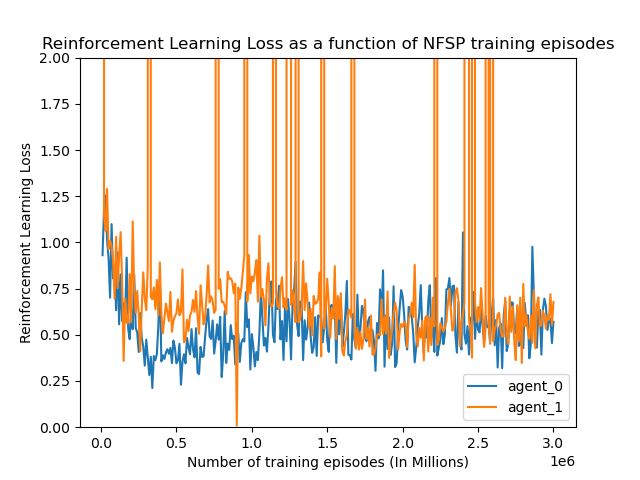 Reinforcement Learning Loss as a function of NFSP training episodes
Reinforcement Learning Loss
2.00
1.75
1.50
1.25
1.00
0.75
0.50
0.25
0.00
agent_0
agent_1
0.0 0.5 1.0 1.5 2.0 2.5 3.0
1e6
Number of training episodes (In Millions)